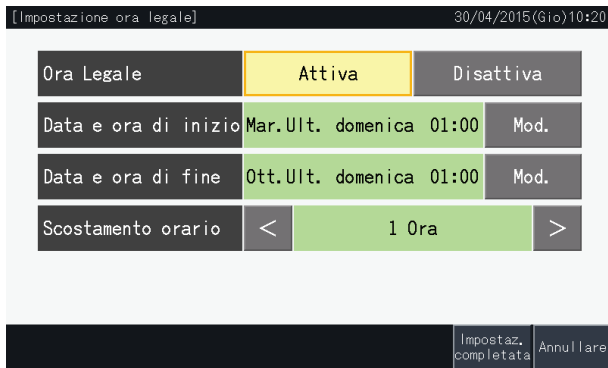 [Impostazione ora legale] 30/04/2015(Gio)10:20
Ora Legale Attiva Disattiva
Data e ora di inizio Mar.Ult. domenica 01:00 Mod.
Data e ora di fine Ott.Ult. domenica 01:00 Mod.
Scostamento orario < 1 Ora >
Impostaz.
completata
Annullare